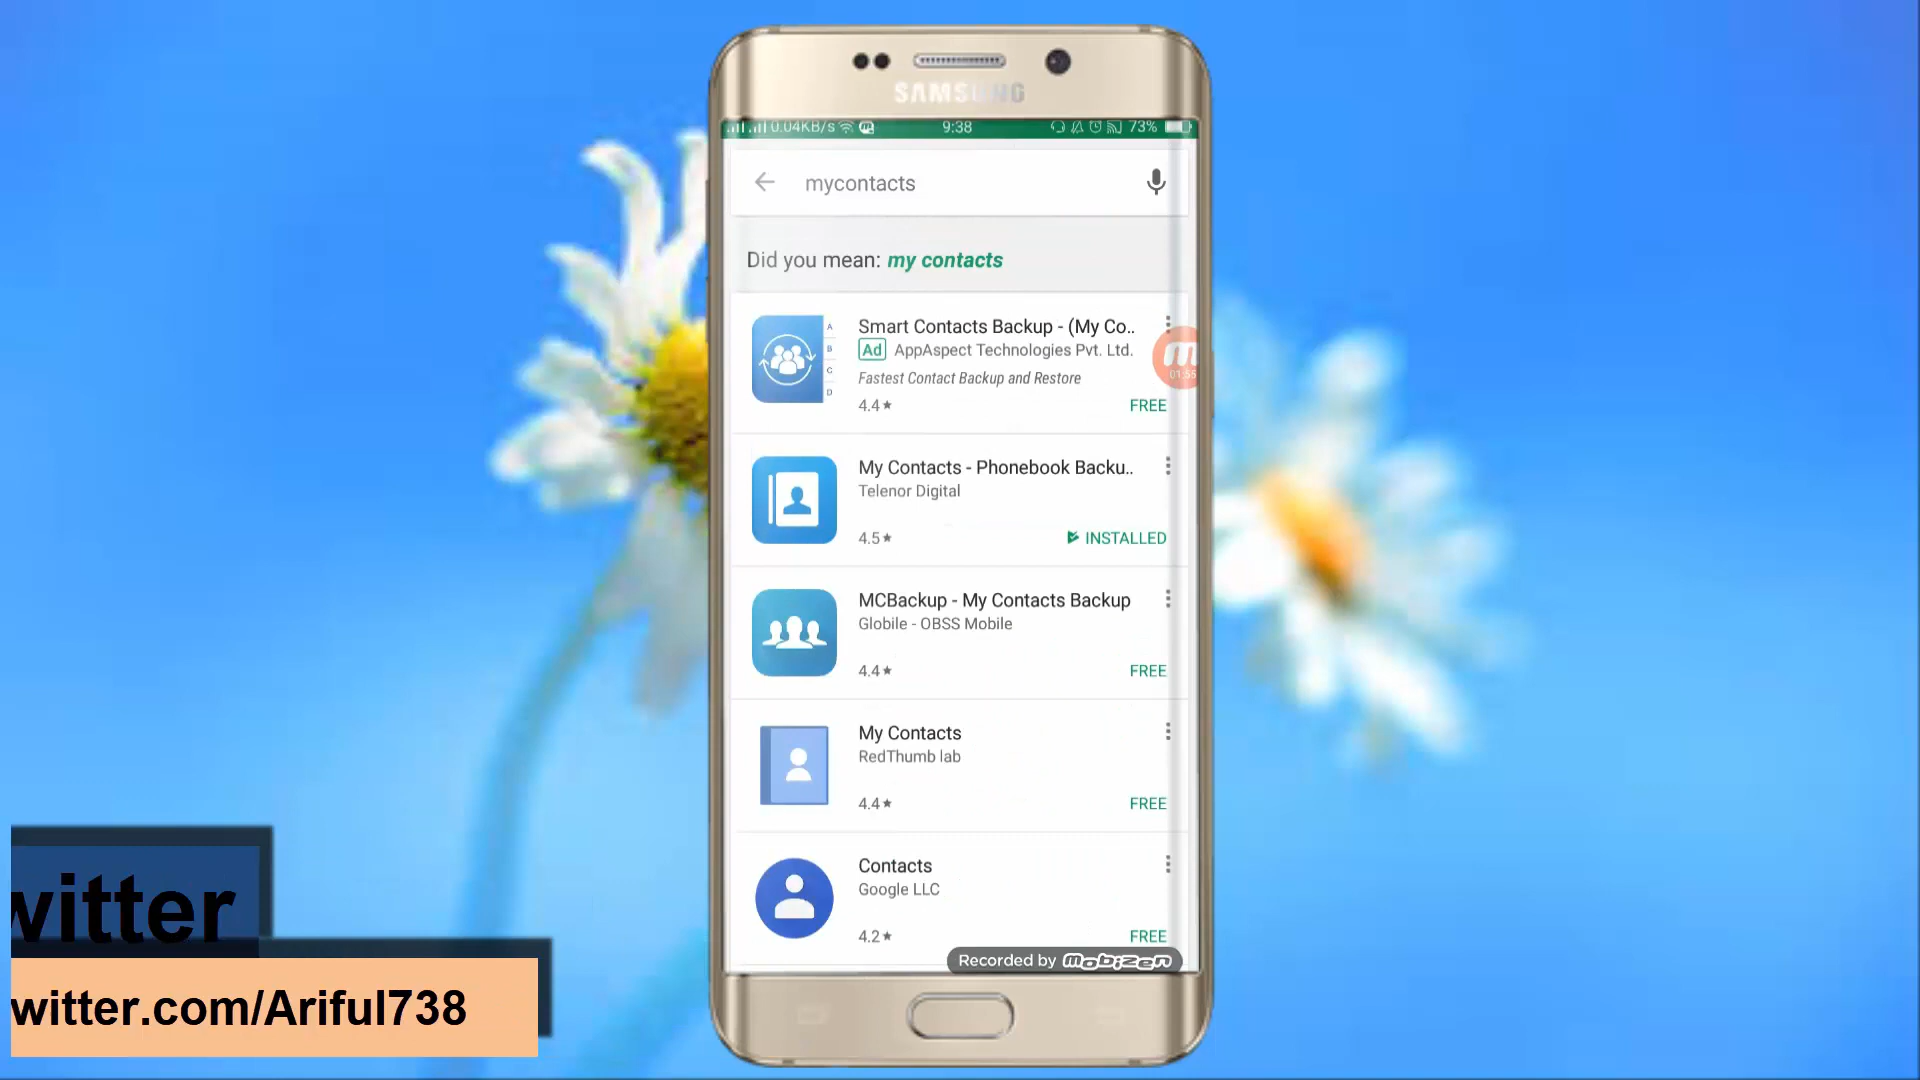 SAMSUNG
0.04KB/s
9:38
73%
mycontacts
Did you mean: my contacts
Smart Contacts Backup - (My Co..
Ad AppAspect Technologies Pvt. Ltd.
Fastest Contact Backup and Restore
4.4★
FREE
A
B
C
D
01:55
My Contacts - Phonebook Backu..
Telenor Digital
4.5★
INSTALLED
MCBackup - My Contacts Backup
Globile - OBSS Mobile
4.4★
FREE
My Contacts
RedThumb lab
4.4★
FREE
Contacts
Google LLC
4.2★
FREE
Recorded by mobizen
witter
witter.com/Ariful738